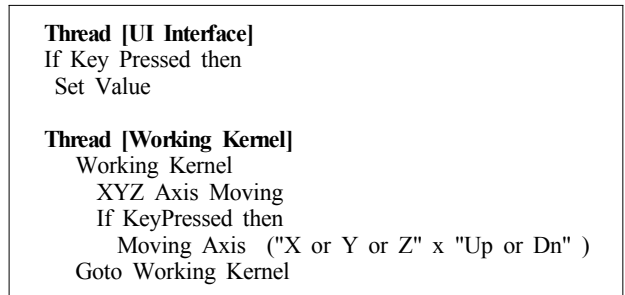 Thread [UI Interface]
If Key Pressed then
Set Value
Thread [Working Kernel]
Working Kernel
XYZ Axis Moving
If KeyPressed then
Moving Axis ("X or Y or Z" x "Up or Dn" )
Goto Working Kernel